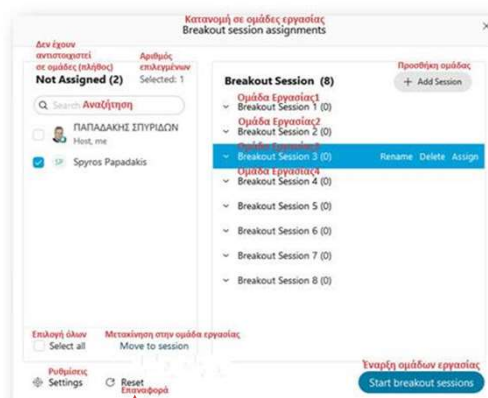 Κατανομή σε ομάδες εργασίας
Breakout session assignments
Δεν έχουν
αντιστοιχιστεί
σε ομάδες (πλήθος)
Αριθμός
επιλεγμένων
Not Assigned (2)
Selected: 1
Search Αναζήτηση
ΠΑΠΑΔΑΚΗΣ ΣΠΥΡΙΔΩΝ
Host, me
SP Spyros Papadakis
Επιλογή όλων
Μετακίνηση στην ομάδα εργασίας
Select all
Move to session
Προσθήκη ομάδας
Breakout Session (8)
+ Add Session
Ομάδα Εργασίας1
Breakout Session 1 (0)
Ομάδα Εργασίας2
Breakout Session 2 (0)
Ομάδα Εργασίας3
Breakout Session 3 (0) Rename Delete Assign
Ομάδα Εργασίας4
Breakout Session 4 (0)
Breakout Session 5 (0)
Breakout Session 6 (0)
Breakout Session 7 (0)
Breakout Session 8 (0)
Ρυθμίσεις
Settings
Reset
Επαναφορά
Έναρξη ομάδων εργασίας
Start breakout sessions